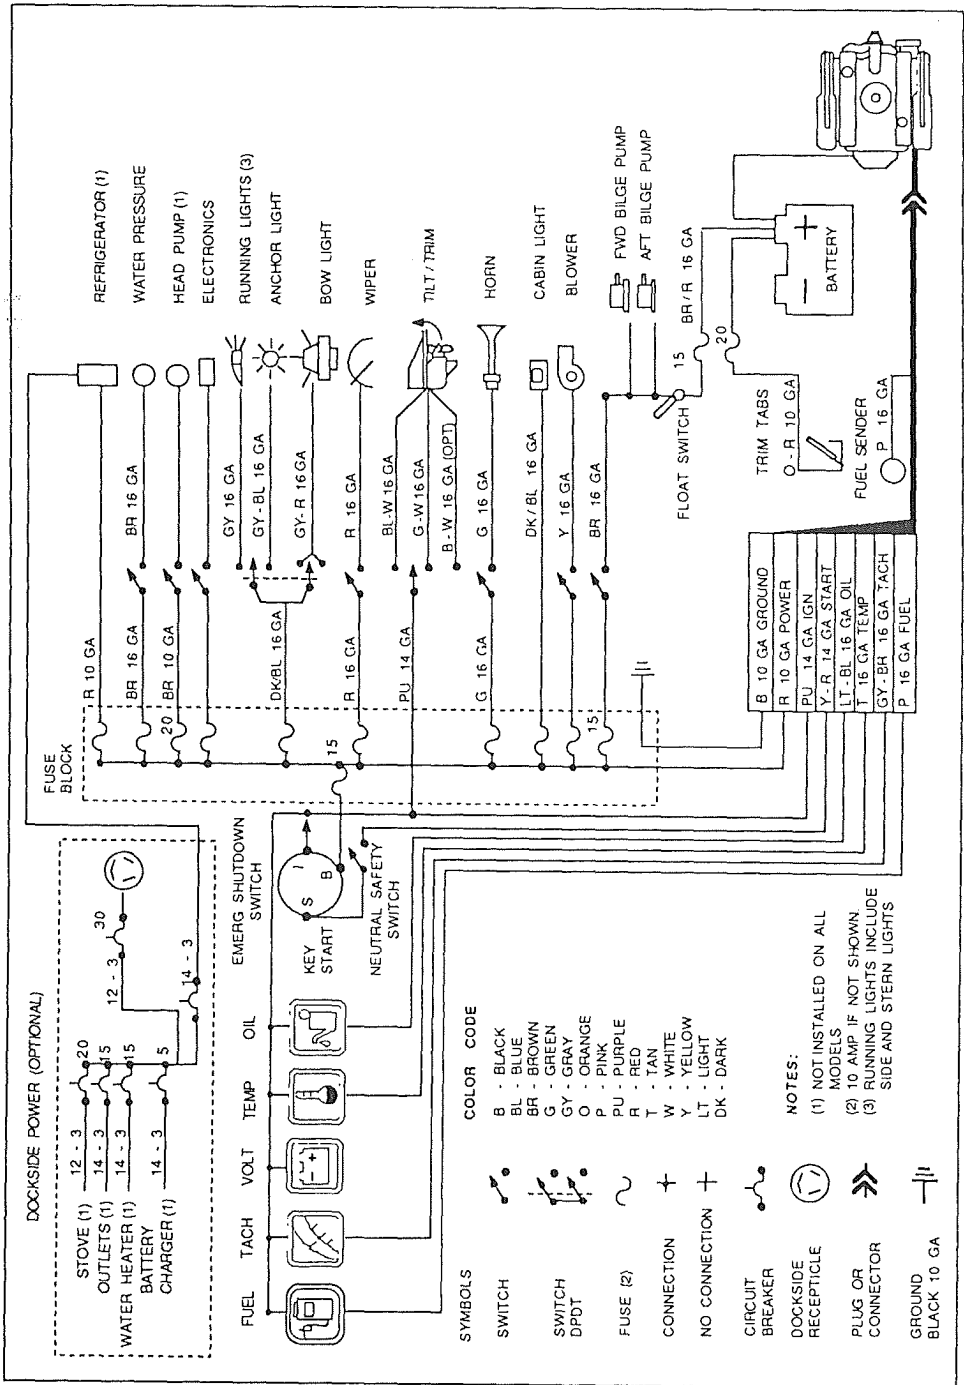 DOCKSIDE POWER (OPTIONAL)
STOVE (1)
OUTLETS (1)
WATER HEATER (1)
BATTERY
CHARGER (1)
12 - 3
14 - 3
14 - 3
14 - 3
20
15
15
5
12 - 3
30
14 - 3
FUSE
BLOCK
R 10 GA
REFRIGERATOR (1)
BR 16 GA
BR 16 GA
WATER PRESSURE
20
BR 10 GA
HEAD PUMP (1)
ELECTRONICS
GY 16 GA
RUNNING LIGHTS (3)
DK/BL 16 GA
GY - BL 16 GA
ANCHOR LIGHT
GY- R 16 GA
BOW LIGHT
15
R 16 GA
R 16 GA
WIPER
PU 14 GA
BL-W 16 GA
G -W16 GA
B - W 16 GA (OPT)
TILT / TRIM
G 16 GA
G 16 GA
HORN
DK/ BL 16 GA
CABIN LIGHT
Y 16 GA
BLOWER
15
BR 16 GA
FWD BILGE PUMP
AFT BILGE PUMP
FLOAT SWITCH
15
BR / R 16 GA
20
TRIM TABS
O - R 10 GA
BATTERY
+
−
FUEL SENDER
P 16 GA
EMERG SHUTDOWN
SWITCH
KEY
START
S
I
B
NEUTRAL SAFETY
SWITCH
FUEL
TACH
VOLT
TEMP
OIL
B 10 GA GROUND
R 10 GA POWER
PU 14 GA IGN
Y- R 14 GA START
LT - BL 16 GA OIL
T 16 GA TEMP
GY - BR 16 GA TACH
P 16 GA FUEL
SYMBOLS
SWITCH
SWITCH
DPDT
FUSE (2)
CONNECTION
NO CONNECTION
CIRCUIT
BREAKER
DOCKSIDE
RECEPTICLE
PLUG OR
CONNECTOR
GROUND
BLACK 10 GA
COLOR CODE
B - BLACK
BL - BLUE
BR - BROWN
G - GREEN
GY - GRAY
O - ORANGE
P - PINK
PU - PURPLE
R - RED
T - TAN
W - WHITE
Y - YELLOW
LT - LIGHT
DK - DARK
NOTES:
(1) NOT INSTALLED ON ALL
MODELS
(2) 10 AMP IF NOT SHOWN.
(3) RUNNING LIGHTS INCLUDE
SIDE AND STERN LIGHTS